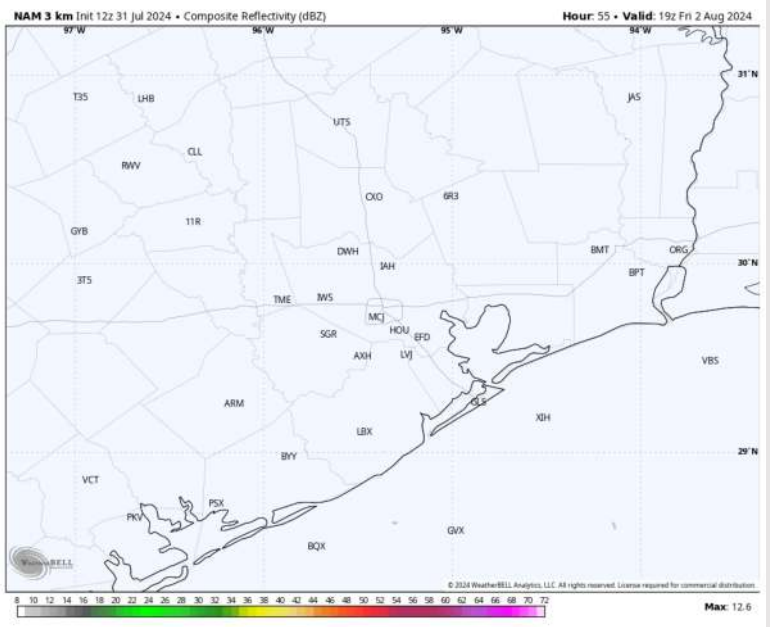 NAM 3 km Init 12z 31 Jul 2024 • Composite Reflectivity (dBZ) Hour: 55 • Valid: 19z Fri 2 Aug 2024
97°W 96°W 95°W 94°W
31°N
T35 LHB JAS
UTS
CLL
RWV
CXO 6R3
11R
GYB
DWH BMT ORG
30°N
IAH
BPT
3T5
TME IWS
MCJ
SGR HOU EFD
AXH LVJ
VBS
ARM GLS
XIH
LBX
29°N
BYY
VCT
PSX
PKV
GVX
BQX
WeatherBELL
© 2024 WeatherBELL Analytics, LLC. All rights reserved. License required for commercial distribution.
8 10 12 14 16 18 20 22 24 26 28 30 32 34 36 38 40 42 44 46 48 50 52 54 56 58 60 62 64 66 68 70 72
Max: 12.6